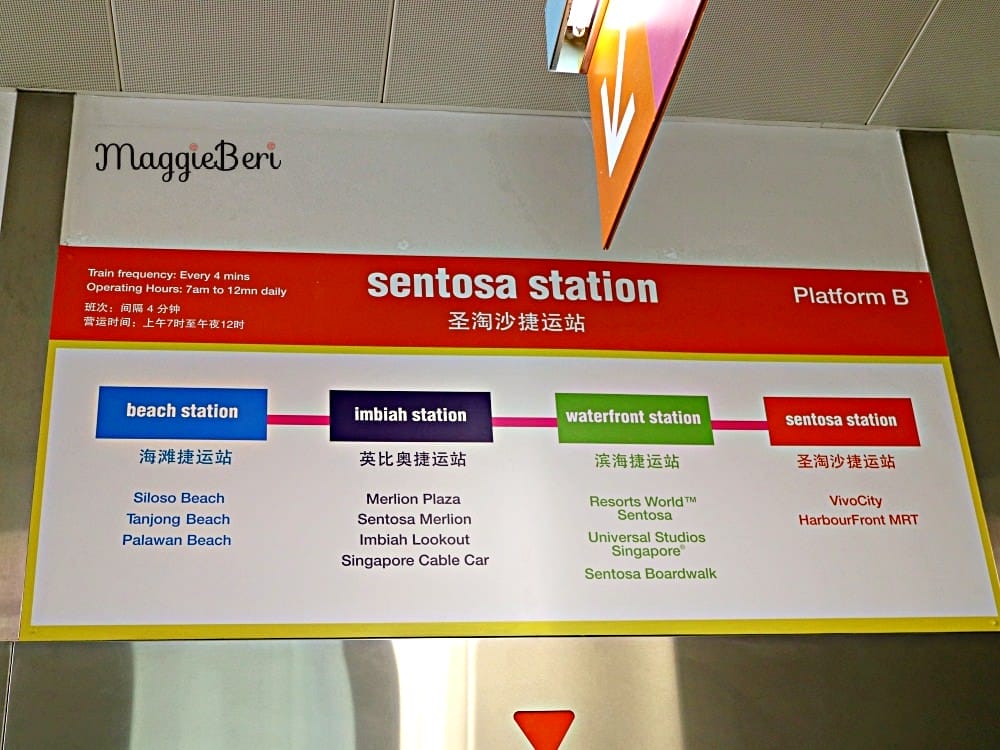 MaggieBeri
Train frequency: Every 4 mins
Operating Hours: 7am to 12mn daily
班次：间隔 4 分钟
营运时间：上午7时至午夜12时
sentosa station
圣淘沙捷运站
Platform B
beach station
海滩捷运站
Siloso Beach
Tanjong Beach
Palawan Beach
imbiah station
英比奥捷运站
Merlion Plaza
Sentosa Merlion
Imbiah Lookout
Singapore Cable Car
waterfront station
滨海捷运站
Resorts World™
Sentosa
Universal Studios
Singapore®
Sentosa Boardwalk
sentosa station
圣淘沙捷运站
VivoCity
HarbourFront MRT